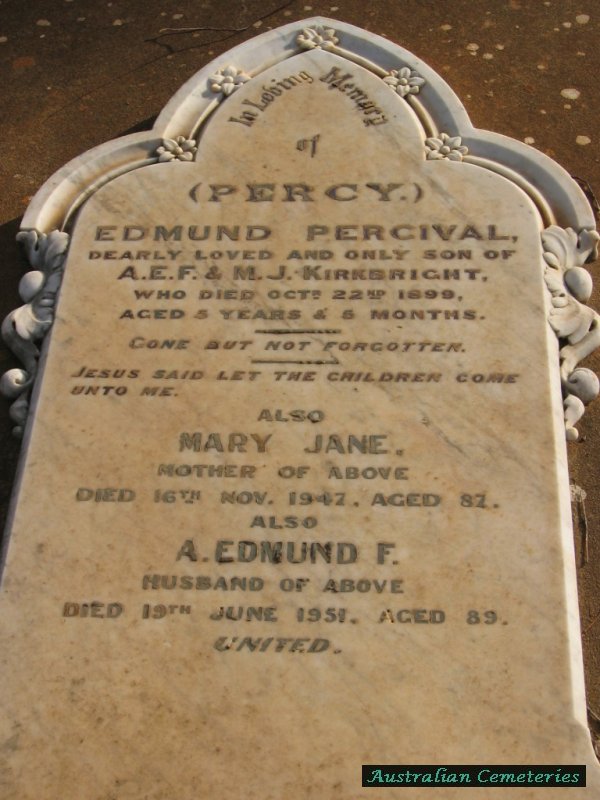 In Loving Memory
of
(PERCY.)
EDMUND PERCIVAL,
DEARLY LOVED AND ONLY SON OF
A.E.F. & M.J. KIRKBRIGHT,
WHO DIED OCTR 22ND 1899,
AGED 5 YEARS & 5 MONTHS.
GONE BUT NOT FORGOTTEN.
JESUS SAID LET THE CHILDREN COME
UNTO ME.
ALSO
MARY JANE.
MOTHER OF ABOVE
DIED 16TH NOV. 1947. AGED 87.
ALSO
A. EDMUND F.
HUSBAND OF ABOVE
DIED 19TH JUNE 1951. AGED 89.
UNITED.
Australian Cemeteries